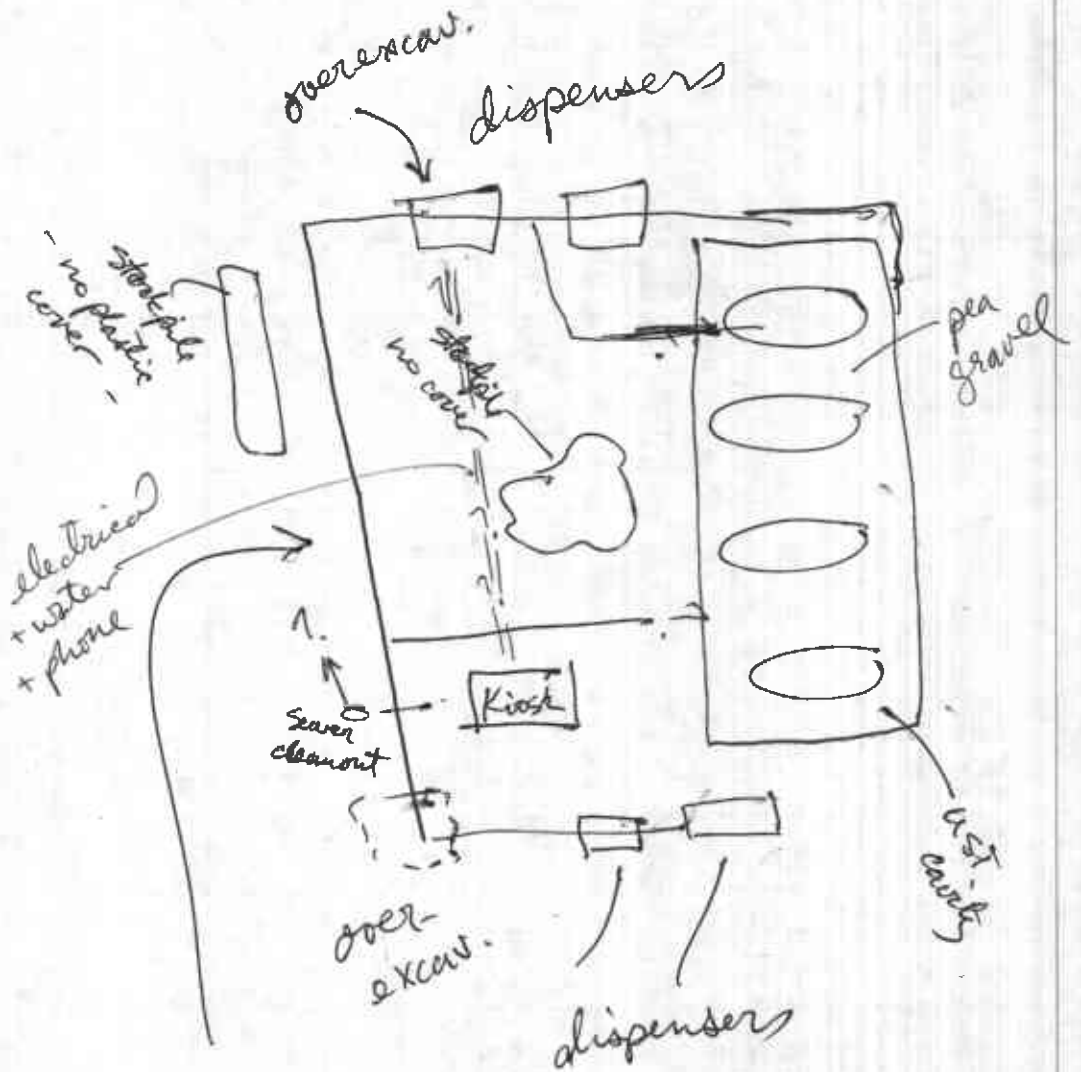 overexcav.
dispensers
stockpile
- no plastic
cover -
stockpile
no cover
pea
gravel
electrical
+ water
+ phone
?
?
?.
Sewer
cleanout
Kiosk
UST
cavity
over-
excav.
dispensers